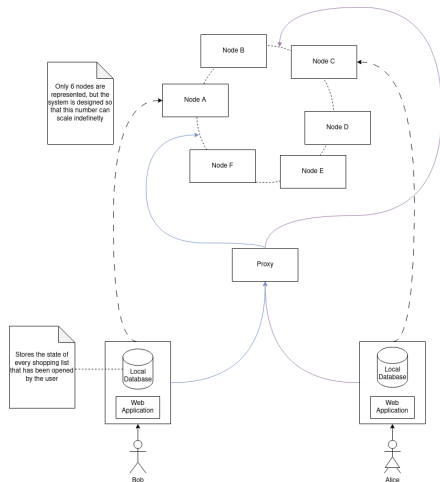 Node B
Node C
Only 6 nodes are
represented, but the
system is designed so
that this number can
scale indefinetly
Node A
Node D
Node F
Node E
Proxy
Stores the state of
every shopping list
that has been opened
by the user
Local
Database
Web
Application
Local
Database
Web
Application
Bob
Alice